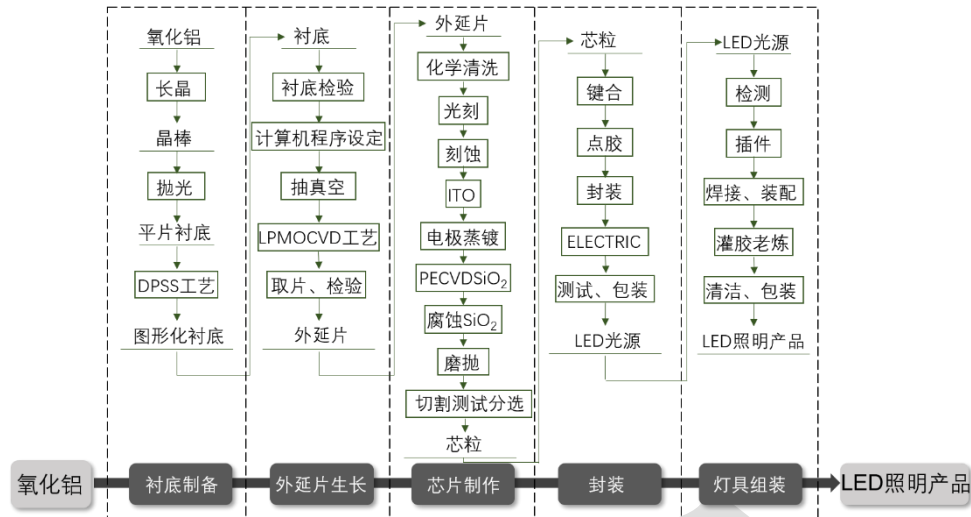 氧化铝
长晶
晶棒
抛光
平片衬底
DPSS工艺
图形化衬底
衬底
衬底检验
计算机程序设定
抽真空
LPMOCVD工艺
取片、检验
外延片
外延片
化学清洗
光刻
刻蚀
ITO
电极蒸镀
PECVDSiO₂
腐蚀SiO₂
磨抛
切割测试分选
芯粒
芯粒
键合
点胶
封装
ELECTRIC
测试、包装
LED光源
LED光源
检测
插件
焊接、装配
灌胶老炼
清洁、包装
LED照明产品
氧化铝
衬底制备
外延片生长
芯片制作
封装
灯具组装
LED照明产品